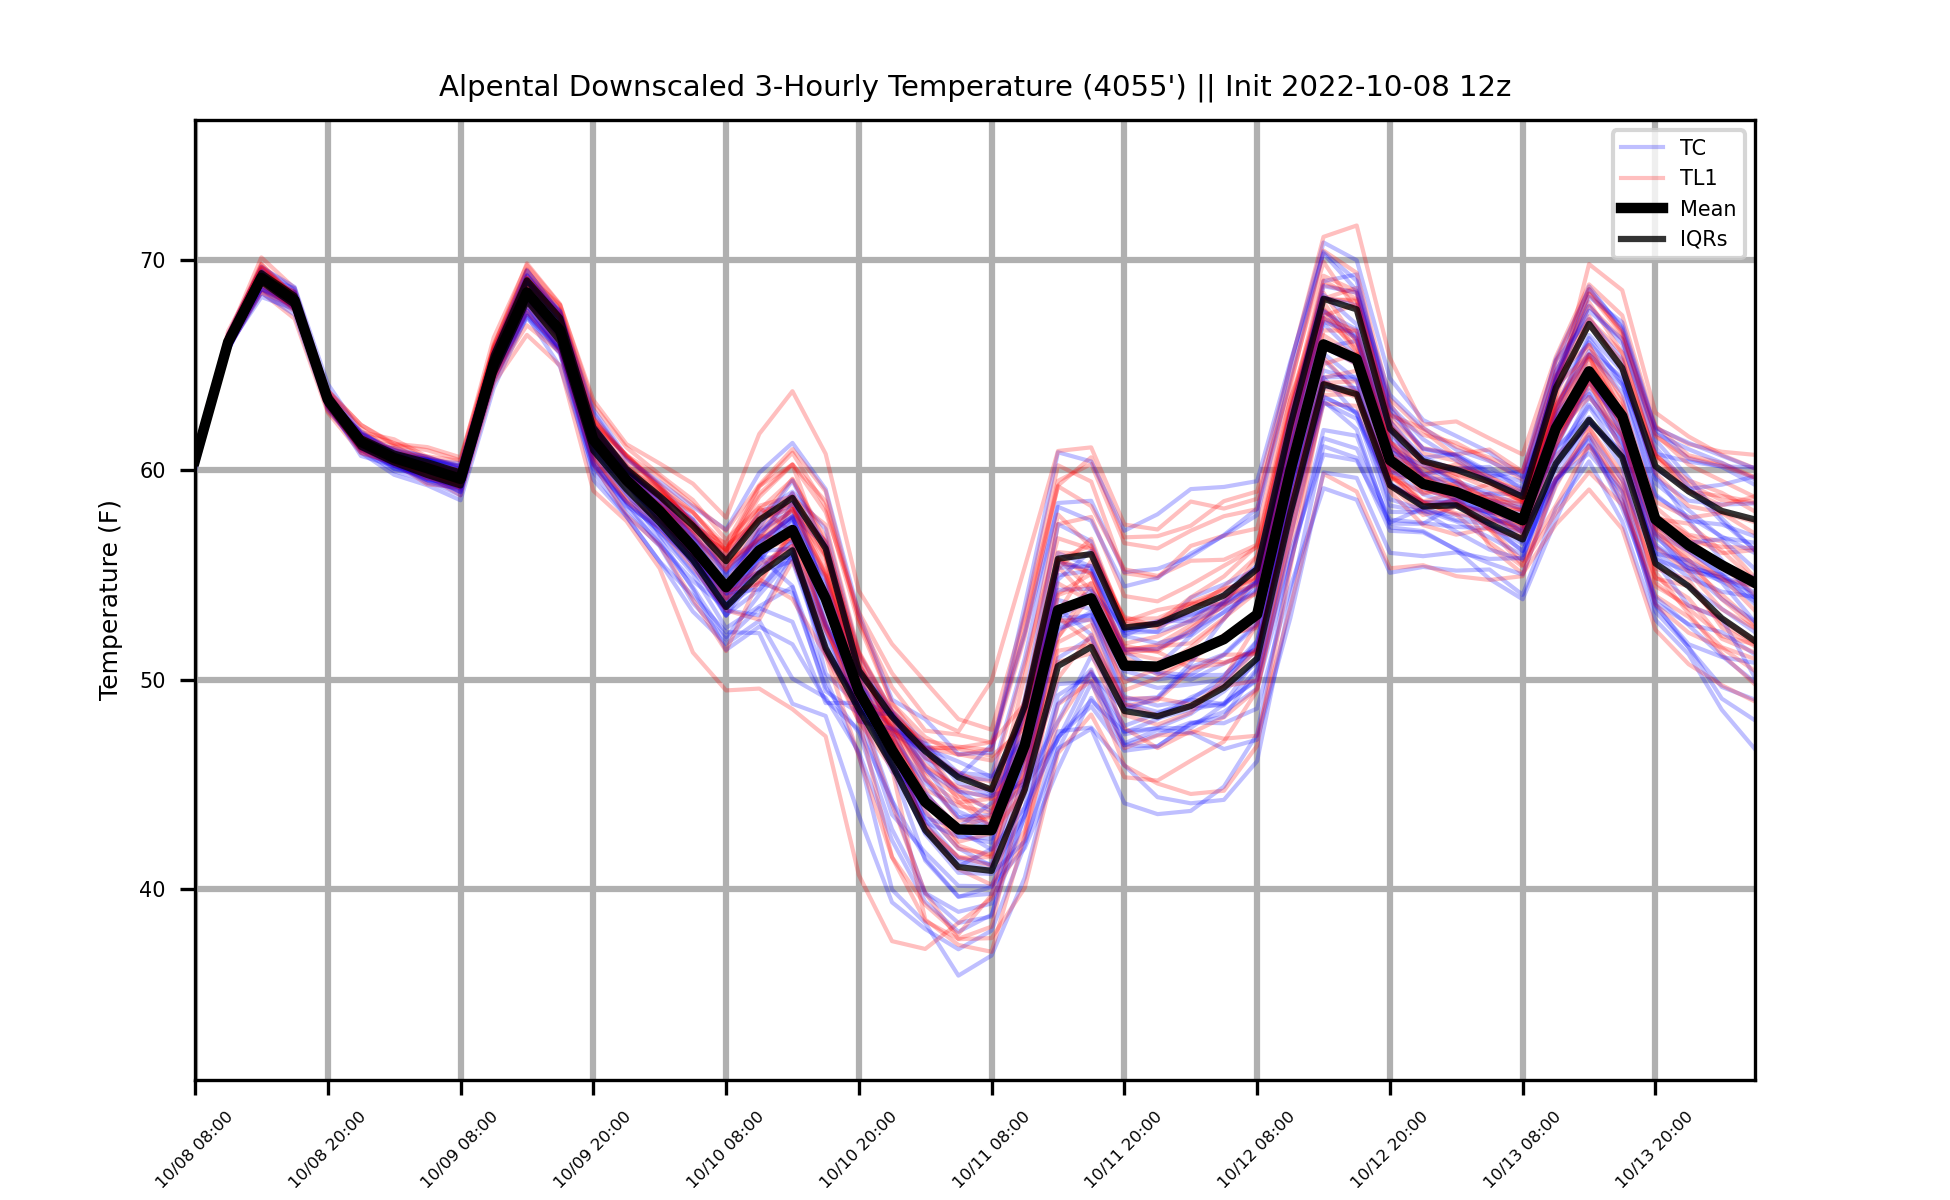 Alpental Downscaled 3-Hourly Temperature (4055') || Init 2022-10-08 12z
TC
TL1
Mean
IQRs
Temperature (F)
70
60
50
40
10/08 08:00
10/08 20:00
10/09 08:00
10/09 20:00
10/10 08:00
10/10 20:00
10/11 08:00
10/11 20:00
10/12 08:00
10/12 20:00
10/13 08:00
10/13 20:00